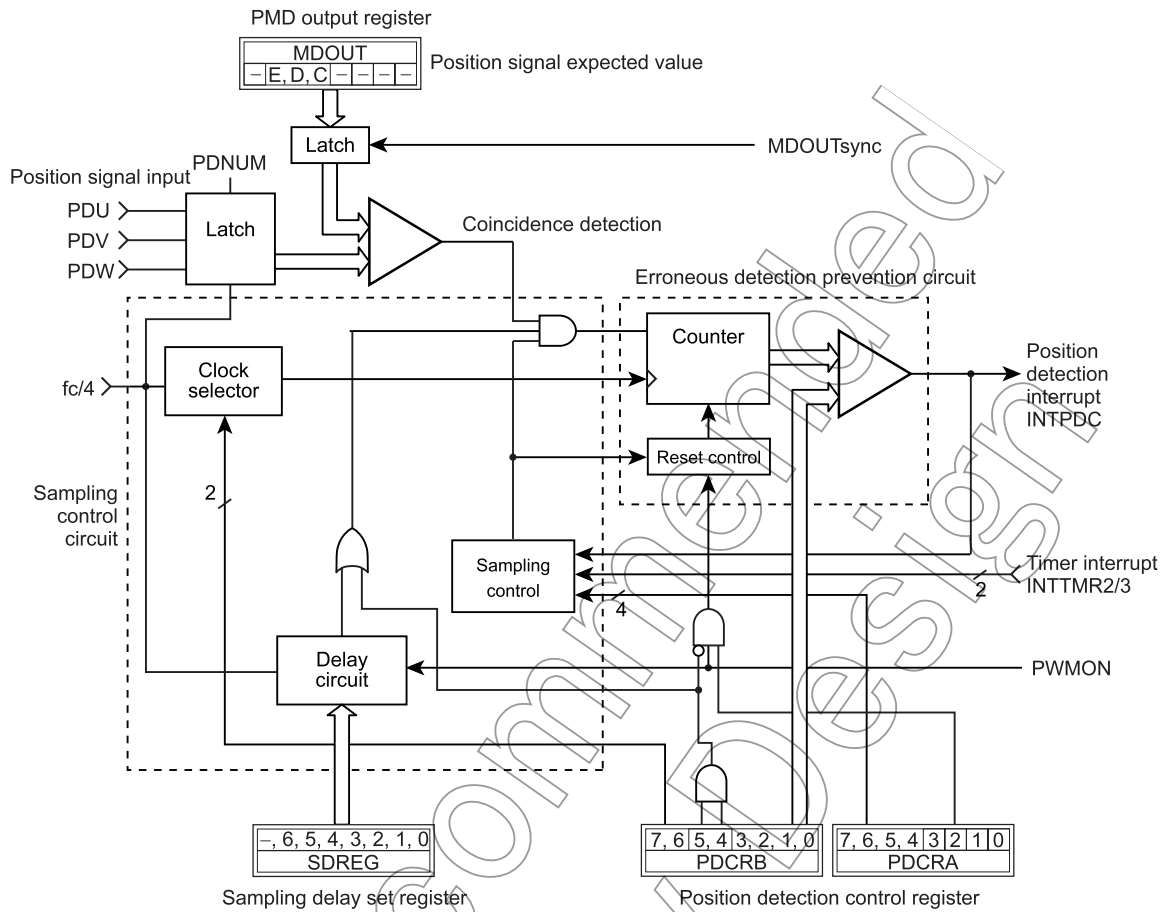 PMD output register
MDOUT
– E, D, C – – – –
Position signal expected value
Latch
MDOUTsync
PDNUM
Position signal input
PDU
PDV
PDW
Latch
Coincidence detection
Erroneous detection prevention circuit
Counter
Clock
selector
fc/4
Position
detection
interrupt
INTPDC
Reset control
2
Sampling
control
circuit
Sampling
control
Timer interrupt
INTTMR2/3
2
4
Delay
circuit
PWMON
–, 6, 5, 4, 3, 2, 1, 0
SDREG
7, 6 5, 4 3, 2, 1, 0
PDCRB
7, 6, 5, 4 3 2 1 0
PDCRA
Sampling delay set register
Position detection control register
commended
Design